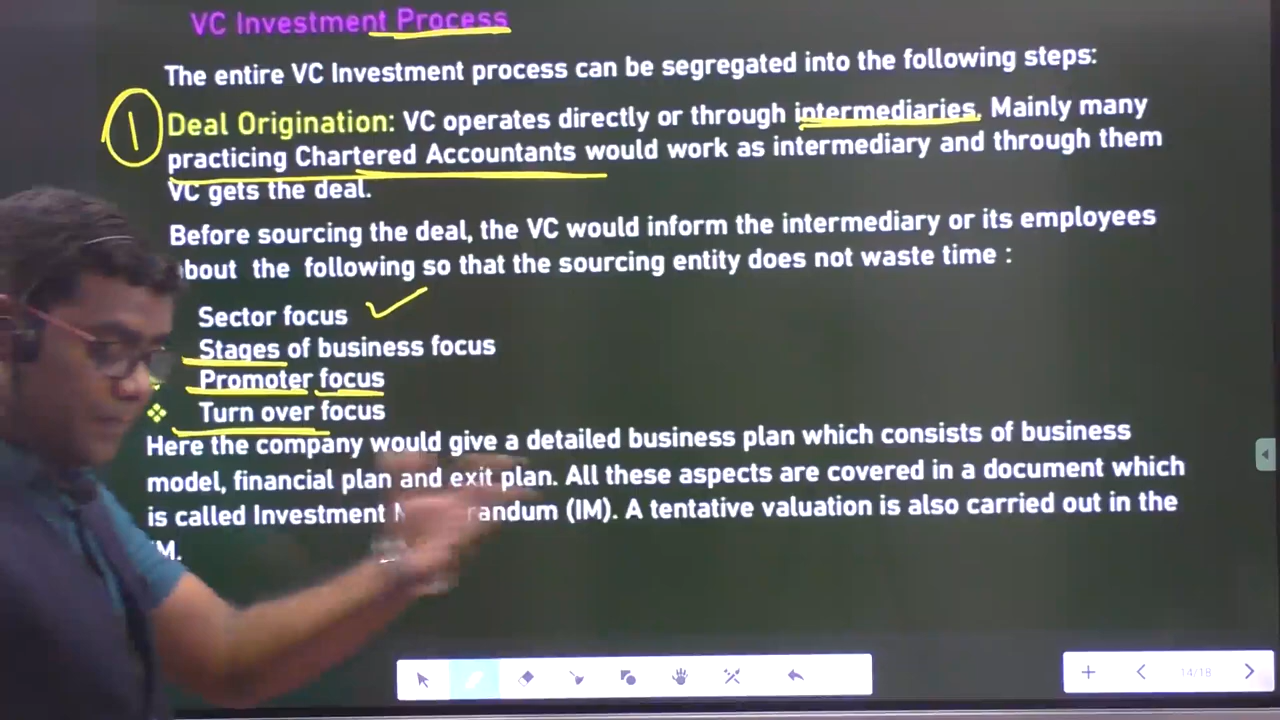 VC Investment Process
The entire VC Investment process can be segregated into the following steps:
1
Deal Origination: VC operates directly or through intermediaries. Mainly many
practicing Chartered Accountants would work as intermediary and through them
VC gets the deal.
Before sourcing the deal, the VC would inform the intermediary or its employees
bout the following so that the sourcing entity does not waste time :
Sector focus
Stages of business focus
Promoter focus
❖ Turn over focus
Here the company would give a detailed business plan which consists of business
model, financial plan and exit plan. All these aspects are covered in a document which
is called Investment randum (IM). A tentative valuation is also carried out in the
M.
14/18